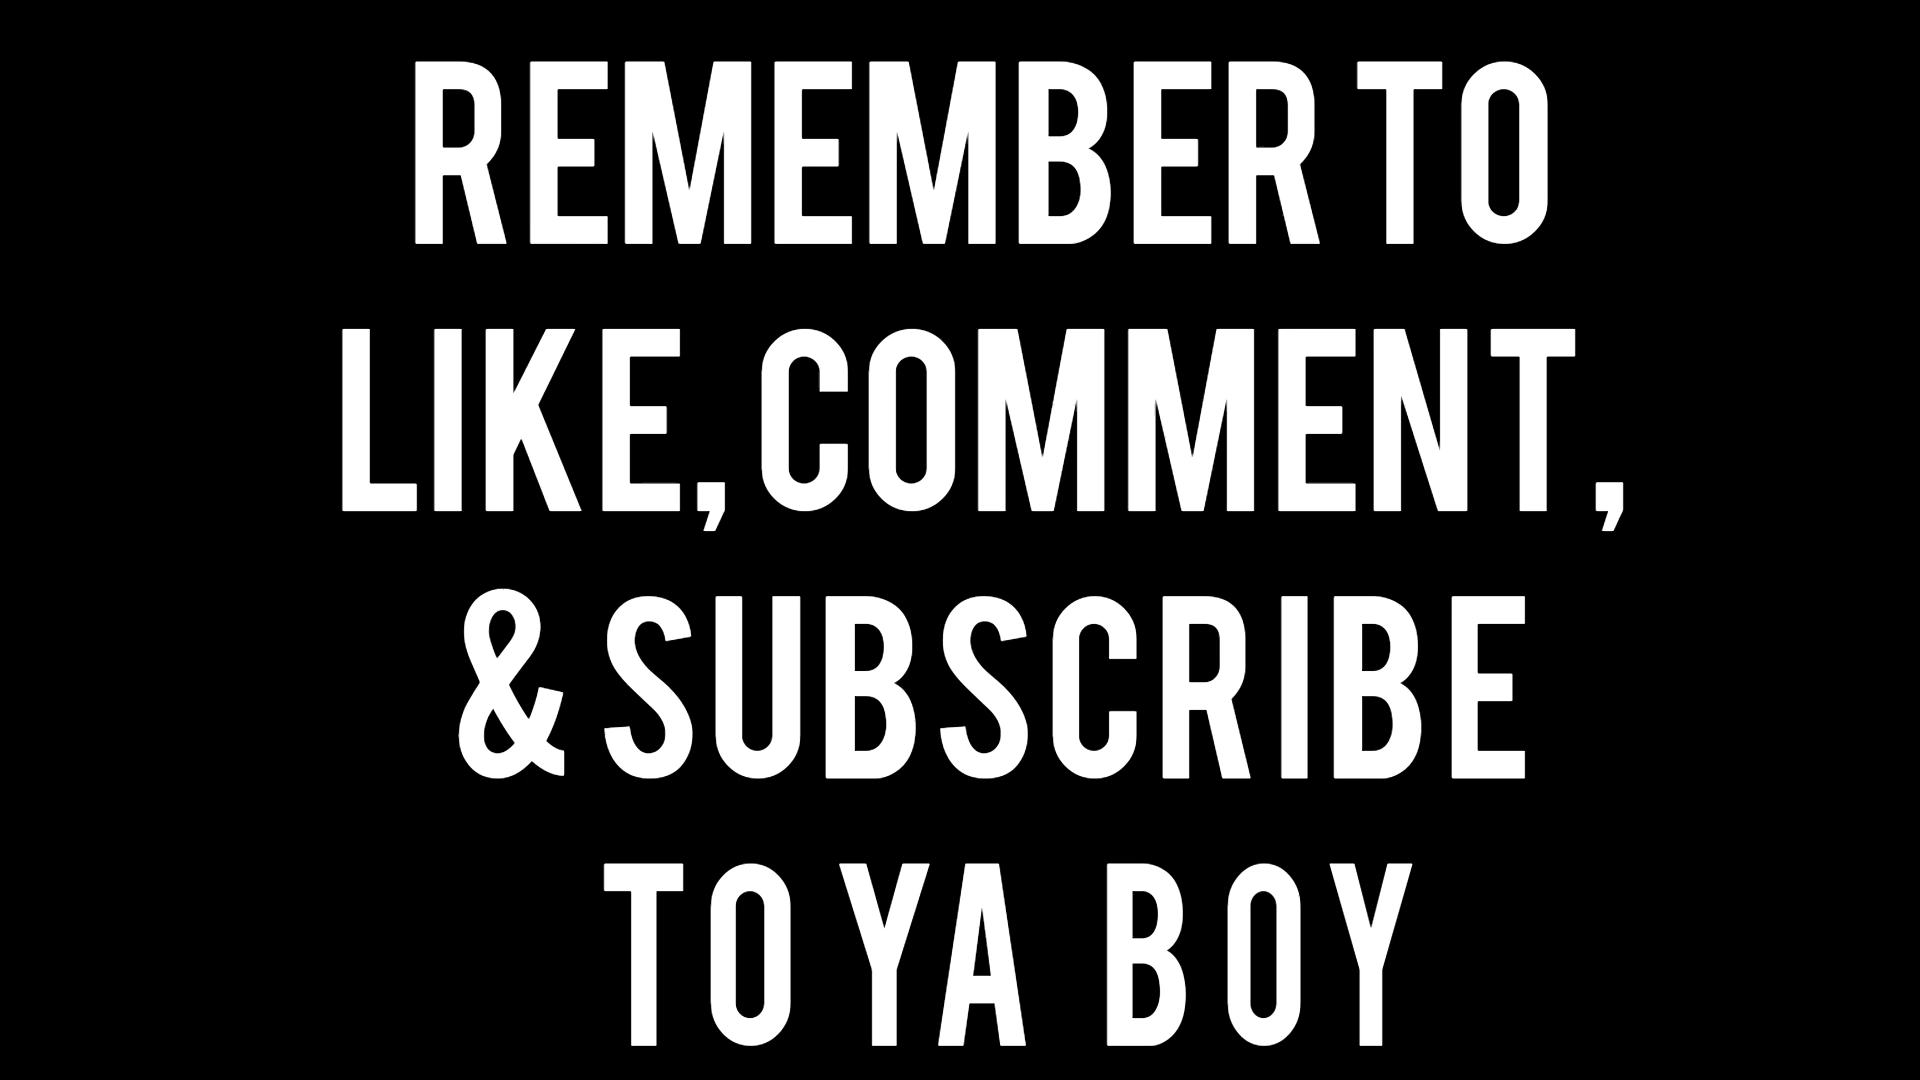 REMEMBER TO
LIKE, COMMENT,
& SUBSCRIBE
TO YA BOY